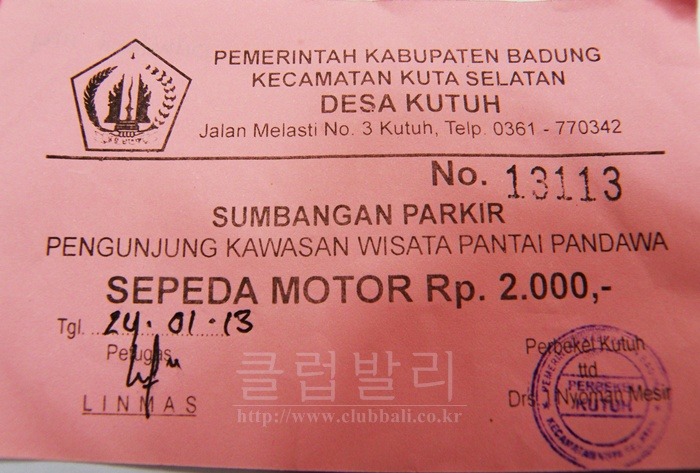 PEMERINTAH KABUPATEN BADUNG
KECAMATAN KUTA SELATAN
DESA KUTUH
Jalan Melasti No. 3 Kutuh, Telp. 0361 - 770342
No. 13113
SUMBANGAN PARKIR
PENGUNJUNG KAWASAN WISATA PANTAI PANDAWA
SEPEDA MOTOR Rp. 2.000,-
Tgl. 24·01·13
Petugas
LINMAS
Perbekel Kutuh
ttd
Drs. I Nyoman Mesir
PERBEKEL
KUTUH
클럽발리
http://www.clubbali.co.kr